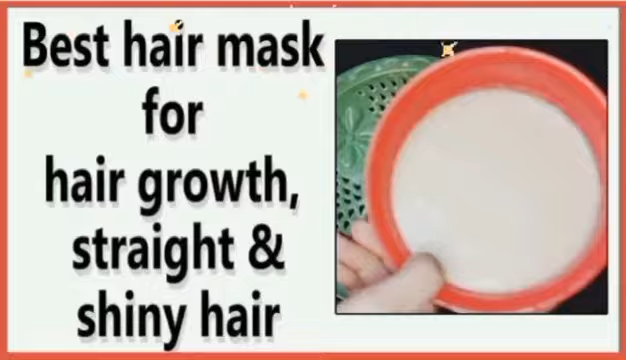 Best hair mask
for
hair growth,
straight &
shiny hair